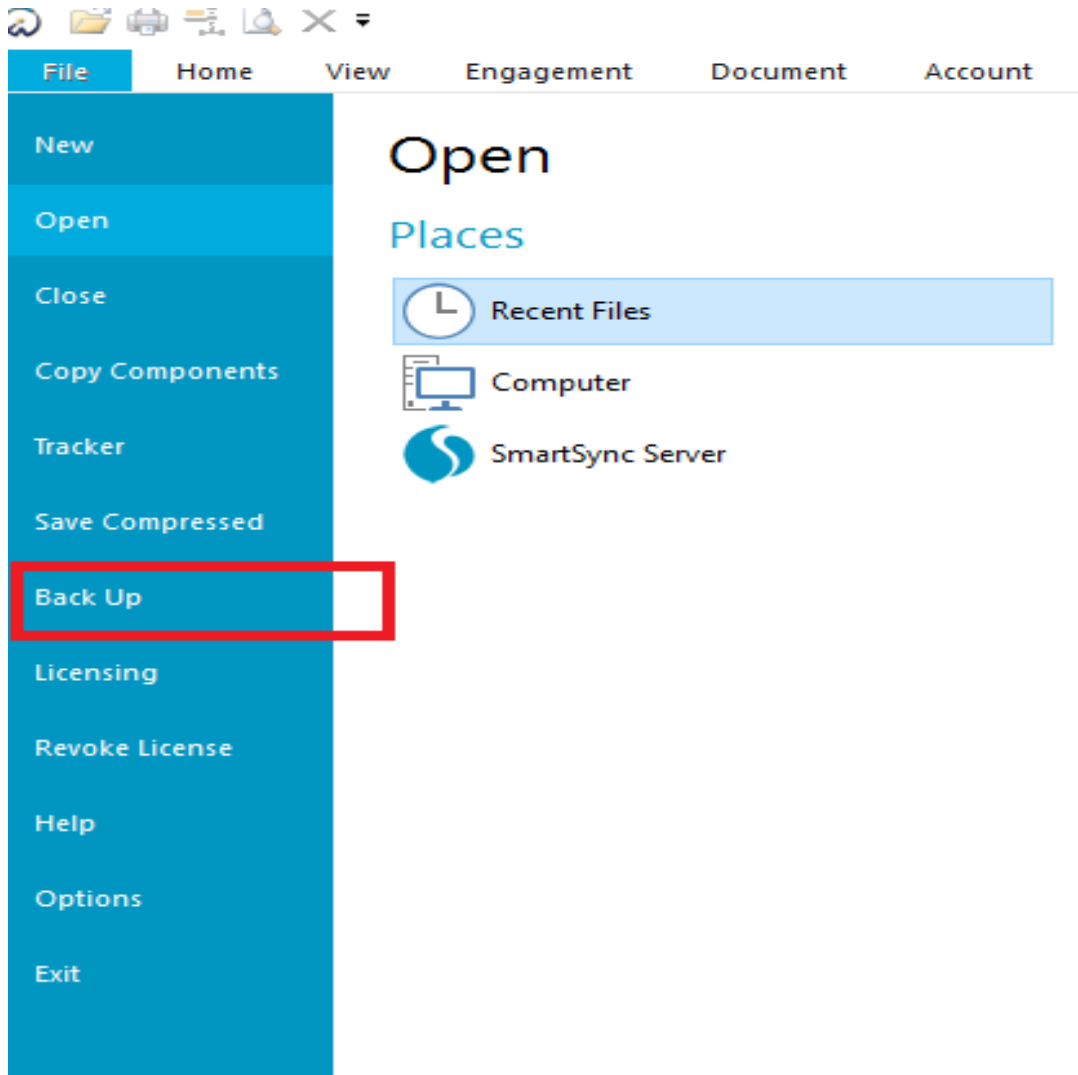 File Home View Engagement Document Account
New
Open
Close
Copy Components
Tracker
Save Compressed
Back Up
Licensing
Revoke License
Help
Options
Exit
Open
Places
Recent Files
Computer
SmartSync Server